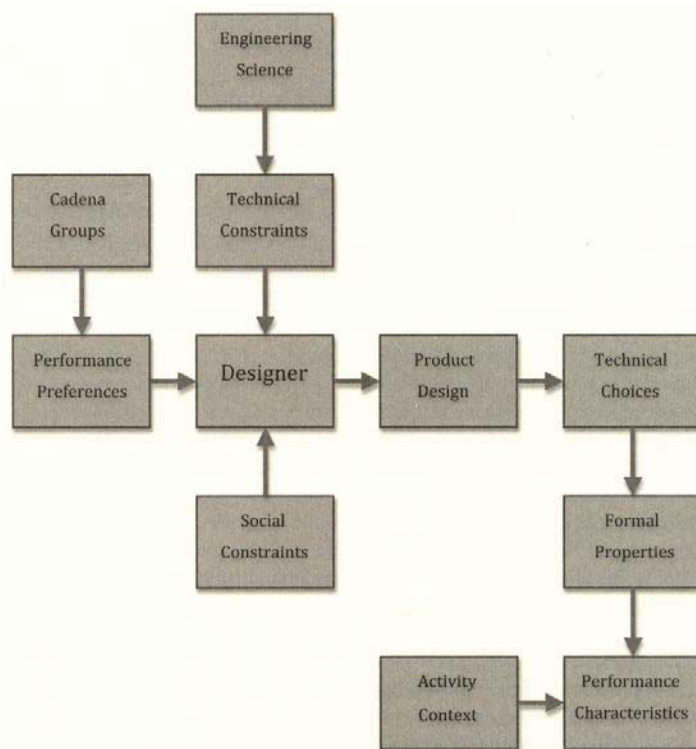 Engineering
Science
Cadena
Groups
Technical
Constraints
Performance
Preferences
Designer
Product
Design
Technical
Choices
Social
Constraints
Formal
Properties
Activity
Context
Performance
Characteristics